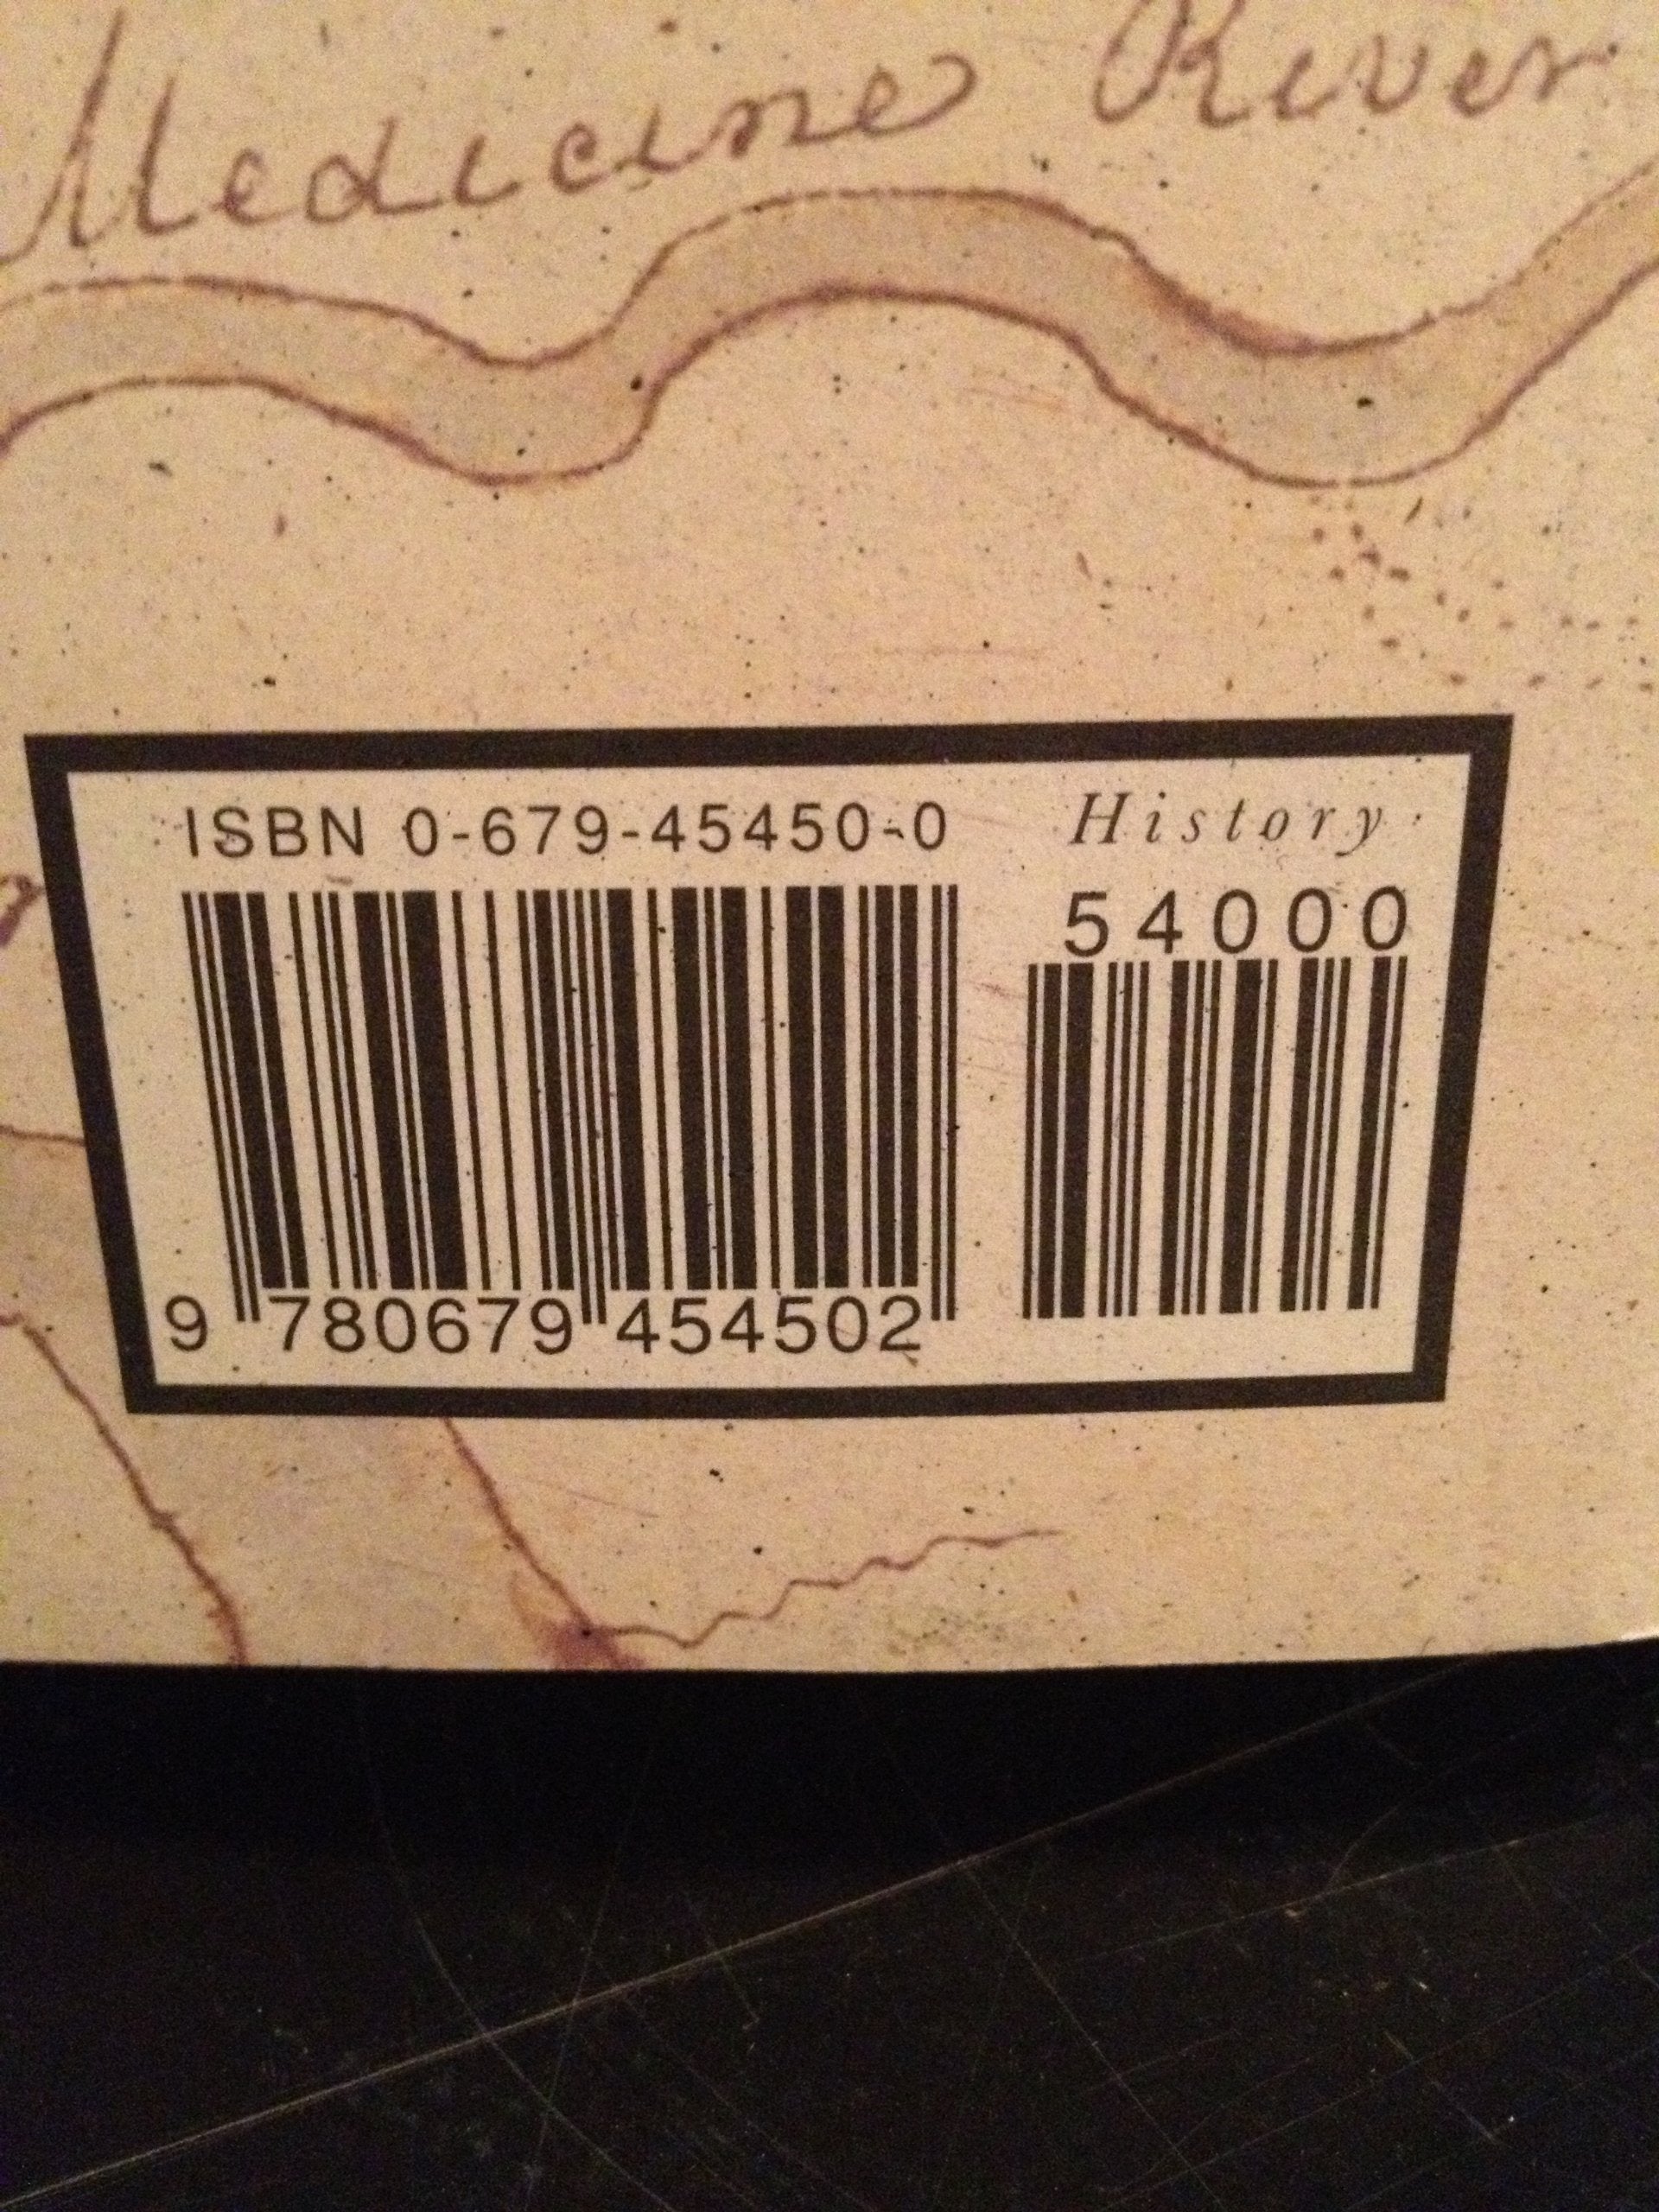 Medicine River
ISBN 0-679-45450-0
History
54000
9 780679 454502